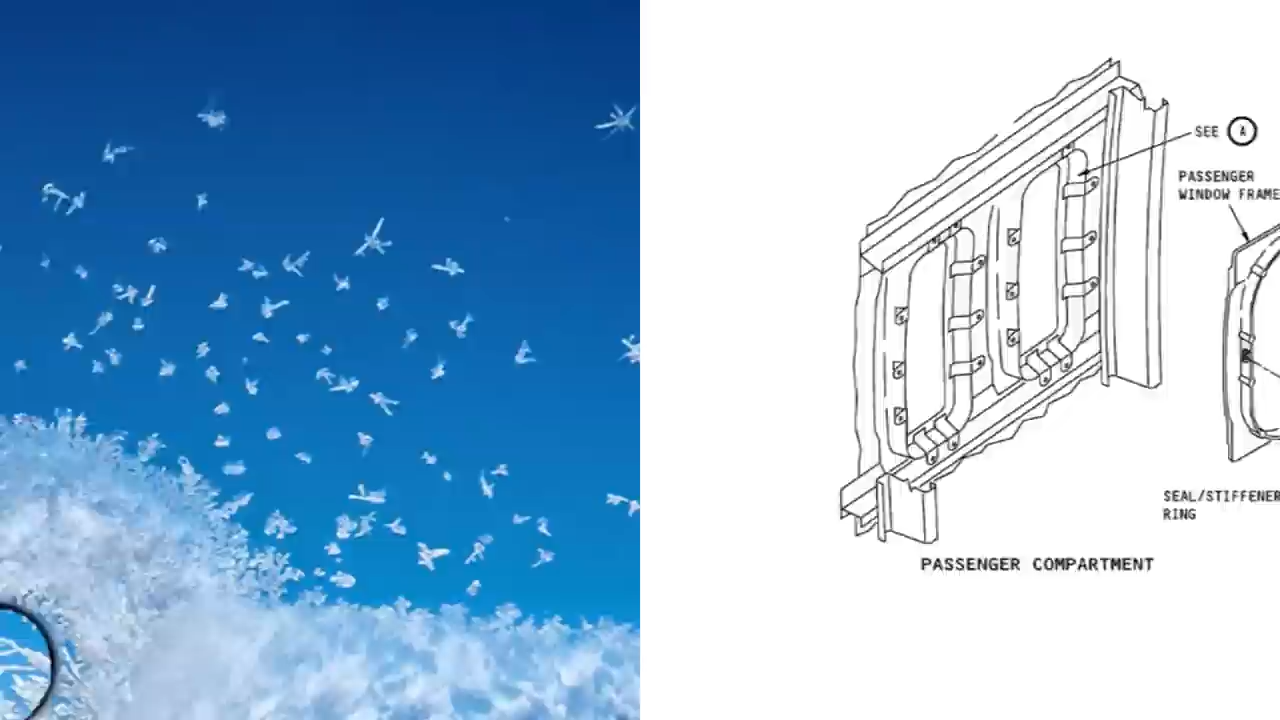 SEE A
PASSENGER
WINDOW FRAME
SEAL/STIFFENER
RING
PASSENGER COMPARTMENT